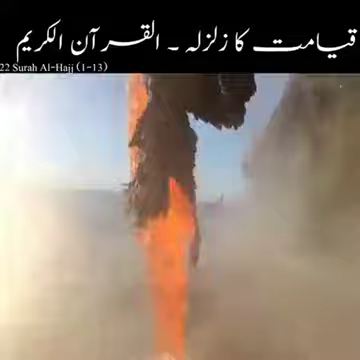 قیامت کا زلزلہ ۔ القرآن الکریم
22 Surah Al-Hajj (1-13)